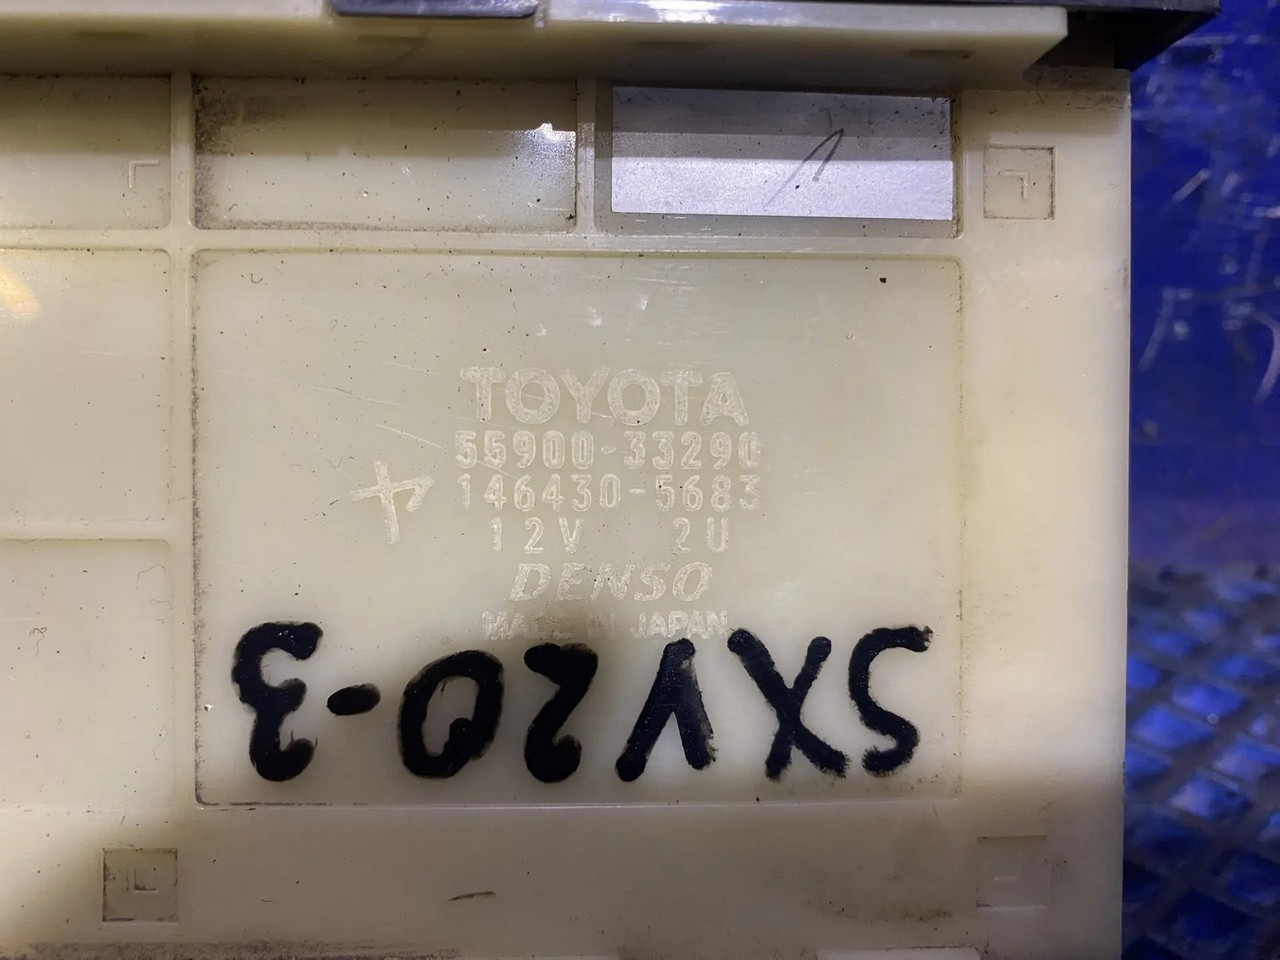 TOYOTA
55900-33290
ヤ 146430-5683
12V 2U
DENSO
MADE IN JAPAN
SXV20-3